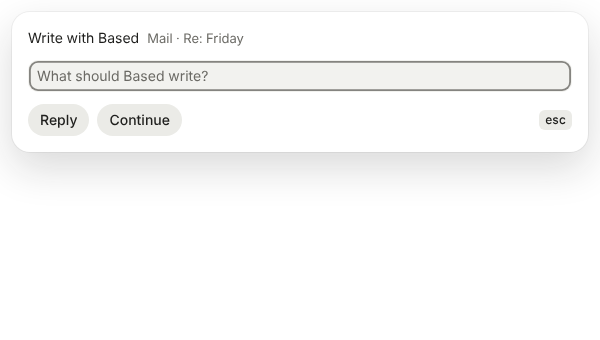 Write with Based Mail · Re: Friday
What should Based write?
Reply Continue esc